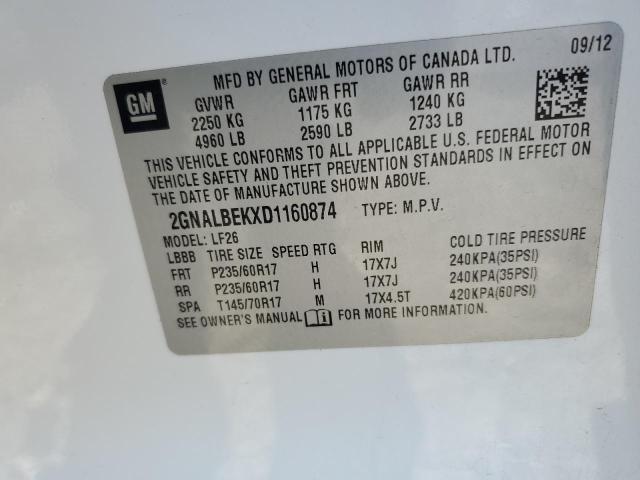 GM
®
MFD BY GENERAL MOTORS OF CANADA LTD.
09/12
GVWR GAWR FRT GAWR RR
2250 KG 1175 KG 1240 KG
4960 LB 2590 LB 2733 LB
THIS VEHICLE CONFORMS TO ALL APPLICABLE U.S. FEDERAL MOTOR
VEHICLE SAFETY AND THEFT PREVENTION STANDARDS IN EFFECT ON
THE DATE OF MANUFACTURE SHOWN ABOVE.
2GNALBEKXD1160874 TYPE: M.P.V.
MODEL: LF26
LBBB TIRE SIZE SPEED RTG RIM COLD TIRE PRESSURE
FRT P235/60R17 H 17X7J 240KPA(35PSI)
RR P235/60R17 H 17X7J 240KPA(35PSI)
SPA T145/70R17 M 17X4.5T 420KPA(60PSI)
SEE OWNER'S MANUAL i FOR MORE INFORMATION.